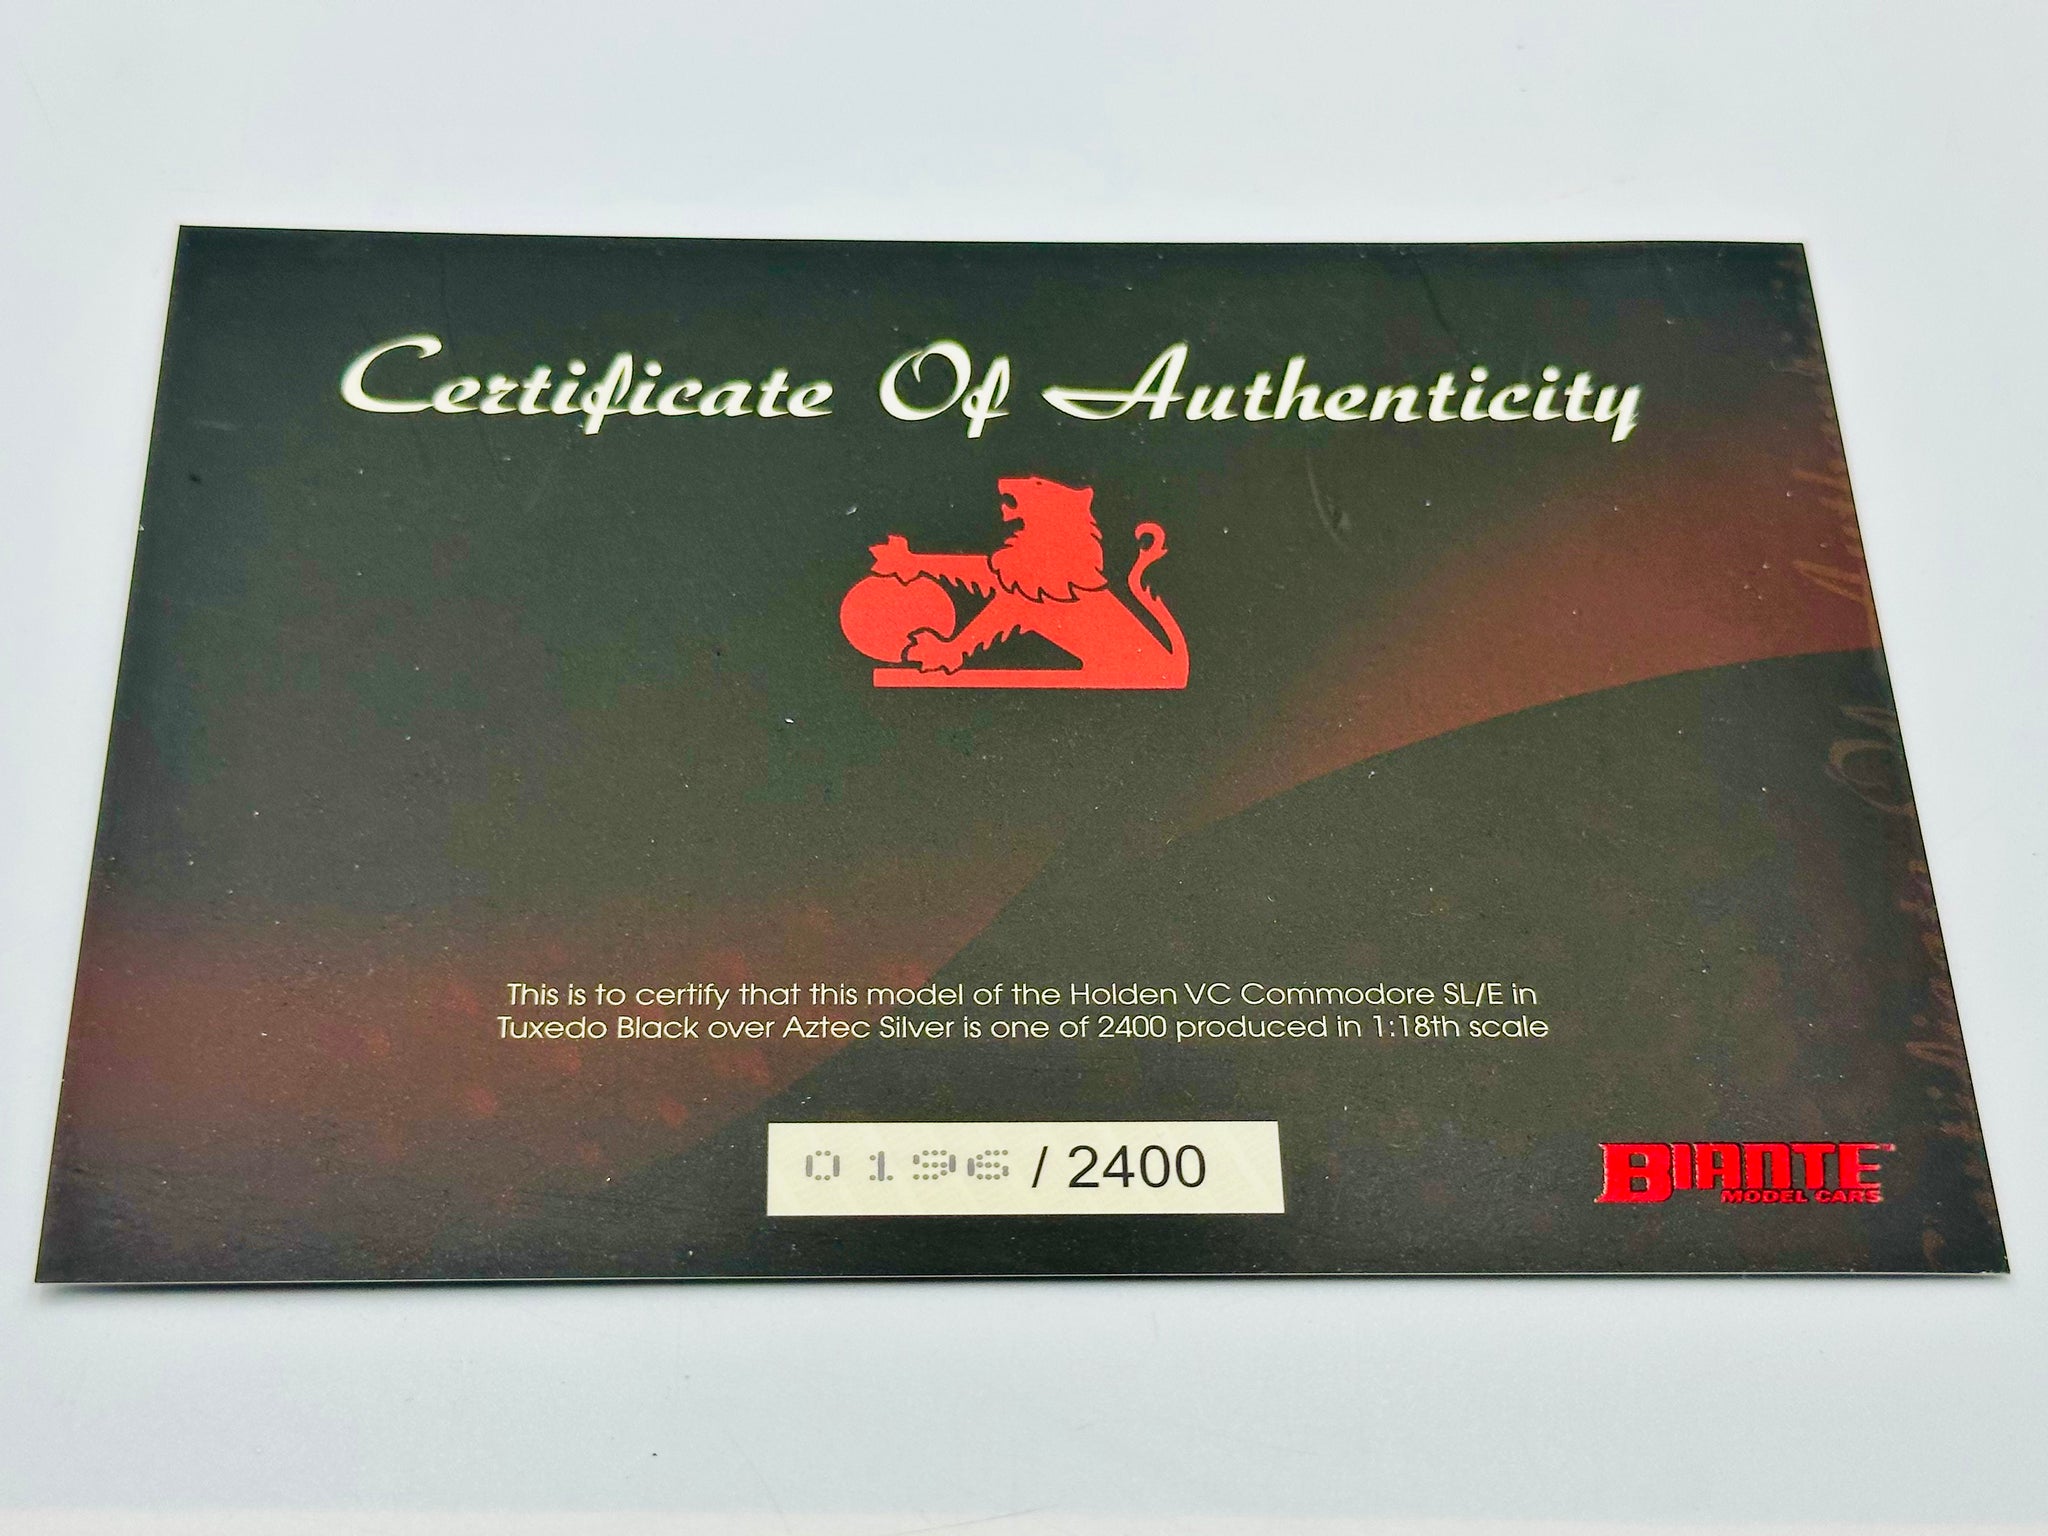 Certificate Of Authenticity
This is to certify that this model of the Holden VC Commodore SL/E in
Tuxedo Black over Aztec Silver is one of 2400 produced in 1:18th scale
0196 / 2400
BIANTE™
MODEL CARS